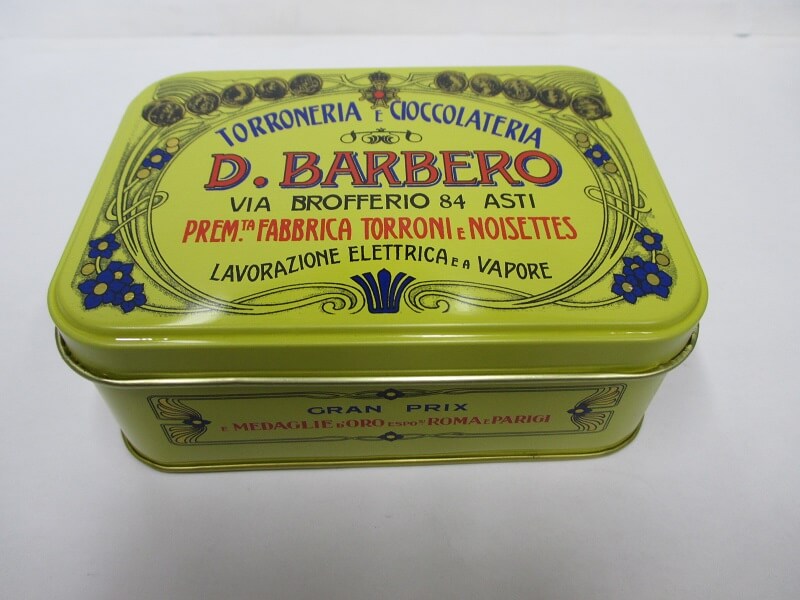 TORRONERIA E CIOCCOLATERIA
D. BARBERO
VIA BROFFERIO 84 ASTI
PREM.TA FABBRICA TORRONI E NOISETTES
LAVORAZIONE ELETTRICA E A VAPORE
GRAN PRIX
E MEDAGLIE D'ORO ESPO.NI ROMA E PARIGI